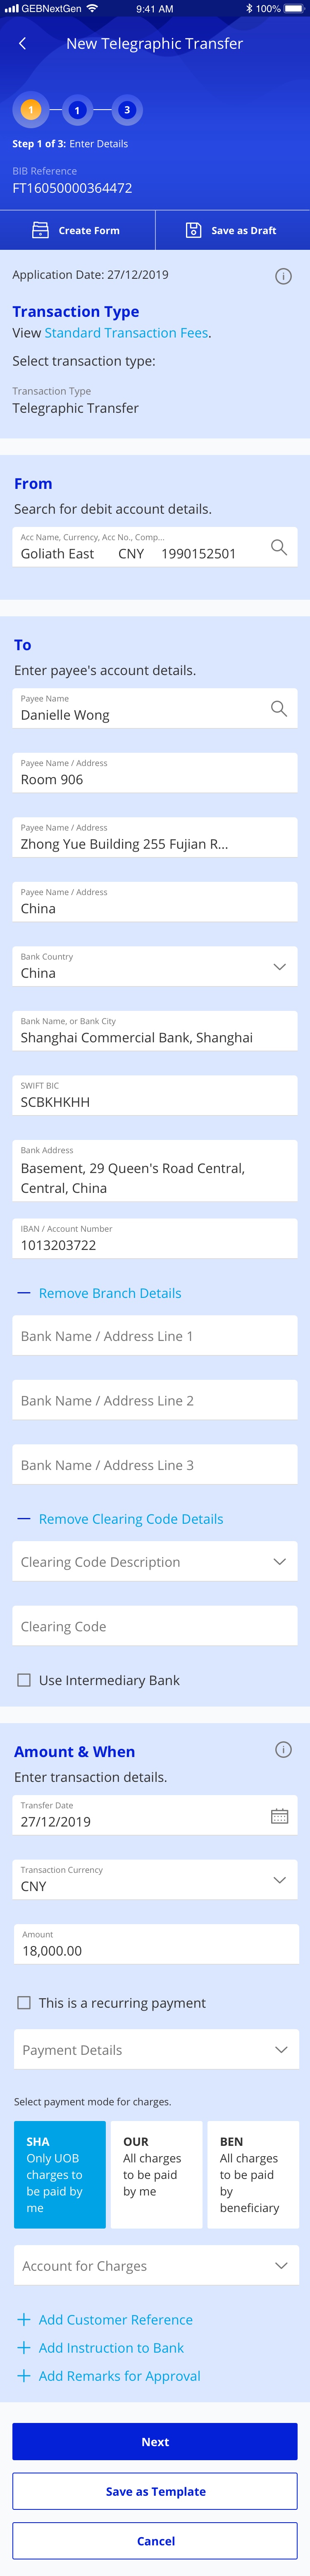 GEBNextGen 9:41 AM 100%
New Telegraphic Transfer
1 1 3
Step 1 of 3: Enter Details
BIB Reference
FT16050000364472
Create Form Save as Draft
Application Date: 27/12/2019
Transaction Type
View Standard Transaction Fees.
Select transaction type:
Transaction Type
Telegraphic Transfer
From
Search for debit account details.
Acc Name, Currency, Acc No., Comp...
Goliath East CNY 1990152501
To
Enter payee's account details.
Payee Name
Danielle Wong
Payee Name / Address
Room 906
Payee Name / Address
Zhong Yue Building 255 Fujian R...
Payee Name / Address
China
Bank Country
China
Bank Name, or Bank City
Shanghai Commercial Bank, Shanghai
SWIFT BIC
SCBKHKHH
Bank Address
Basement, 29 Queen's Road Central,
Central, China
IBAN / Account Number
1013203722
Remove Branch Details
Bank Name / Address Line 1
Bank Name / Address Line 2
Bank Name / Address Line 3
Remove Clearing Code Details
Clearing Code Description
Clearing Code
Use Intermediary Bank
Amount & When
Enter transaction details.
Transfer Date
27/12/2019
Transaction Currency
CNY
Amount
18,000.00
This is a recurring payment
Payment Details
Select payment mode for charges.
SHA
Only UOB
charges to
be paid by
me
OUR
All charges
to be paid
by me
BEN
All charges
to be paid
by
beneficiary
Account for Charges
Add Customer Reference
Add Instruction to Bank
Add Remarks for Approval
Next
Save as Template
Cancel